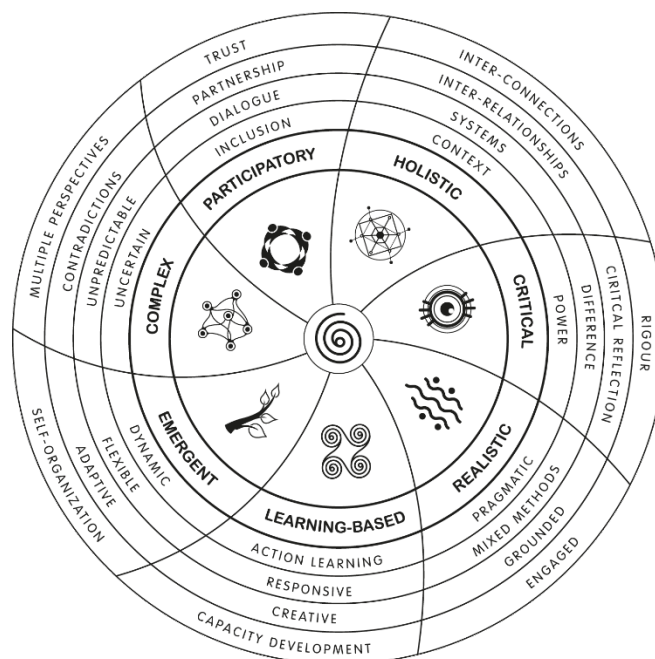 TRUST
PARTNERSHIP
DIALOGUE
INCLUSION
PARTICIPATORY
INTER-CONNECTIONS
INTER-RELATIONSHIPS
SYSTEMS
CONTEXT
HOLISTIC
RIGOUR
CIRITCAL REFLECTION
DIFFERENCE
POWER
CRITICAL
ENGAGED
GROUNDED
MIXED METHODS
PRAGMATIC
REALISTIC
LEARNING-BASED
ACTION LEARNING
RESPONSIVE
CREATIVE
CAPACITY DEVELOPMENT
SELF-ORGANIZATION
ADAPTIVE
FLEXIBLE
DYNAMIC
EMERGENT
MULTIPLE PERSPECTIVES
CONTRADICTIONS
UNPREDICTABLE
UNCERTAIN
COMPLEX